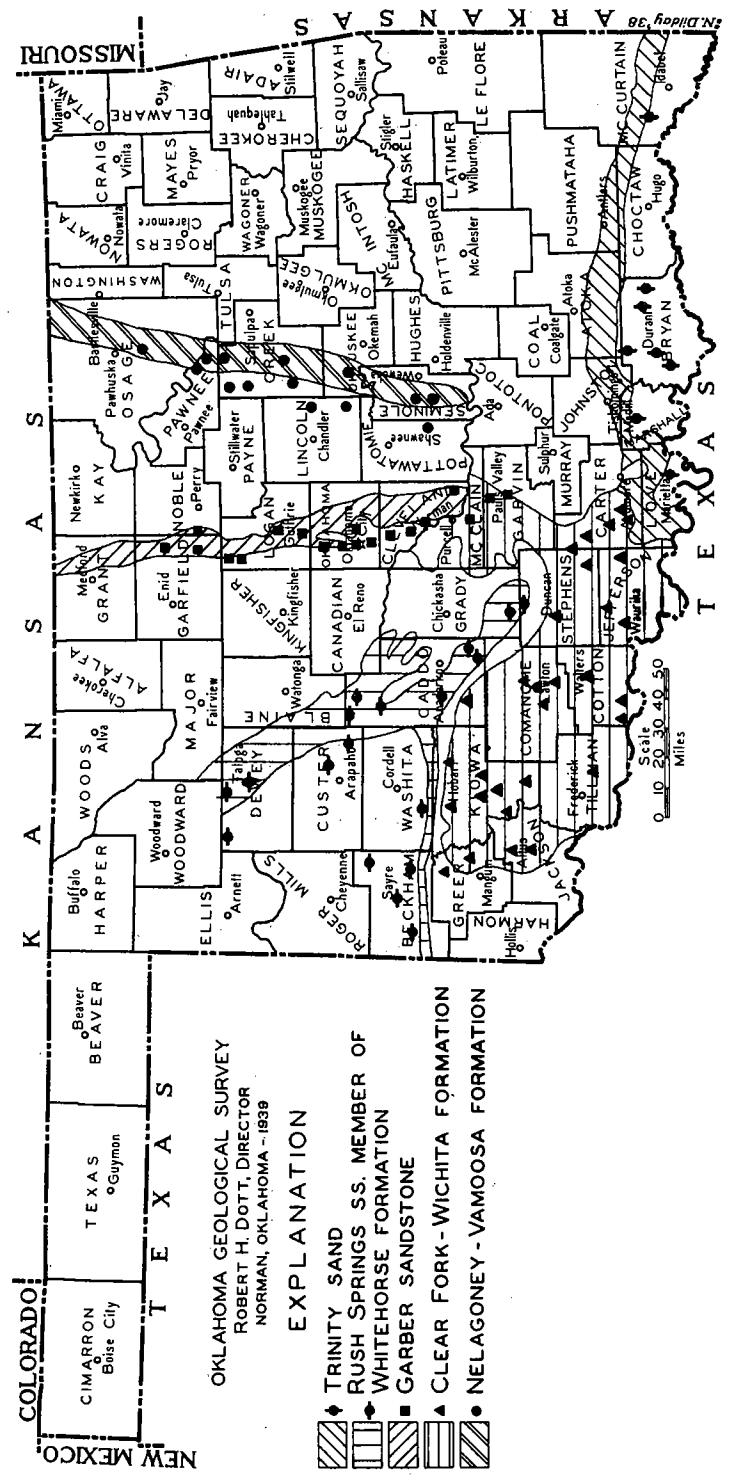 COLORADO
NEW MEXICO
KANSAS
MISSOURI
ARKANSAS
TEXAS
TEXAS
CIMARRON
Boise City
TEXAS
Guymon
BEAVER
Beaver
HARPER
Buffalo
WOODS
Alva
ALFALFA
Cherokee
GRANT
Medford
KAY
Newkirk
OSAGE
Pawhuska
WASHINGTON
Bartlesville
NOWATA
Nowata
CRAIG
Vinita
OTTAWA
Miami
ELLIS
Arnett
WOODWARD
Woodward
MAJOR
Fairview
GARFIELD
Enid
NOBLE
Perry
PAWNEE
Pawnee
TULSA
Tulsa
ROGERS
Claremore
MAYES
Pryor
DELAWARE
Jay
ROGER
MILLS
Cheyenne
DEWEY
Taloga
BLAINE
Watonga
KINGFISHER
Kingfisher
LOGAN
Guthrie
PAYNE
Stillwater
CREEK
Sapulpa
WAGONER
Wagoner
CHEROKEE
Tahlequah
ADAIR
Stilwell
CUSTER
Arapaho
CANADIAN
El Reno
LINCOLN
Chandler
Okemah
OKMULGEE
Okmulgee
MUSKOGEE
Muskogee
SEQUOYAH
Sallisaw
BECKHAM
Sayre
WASHITA
Cordell
CADDO
Anadarko
GRADY
Chickasha
CLEVELAND
Norman
MC CLAIN
Purcell
POTTAWATOMIE
Shawnee
SEMINOLE
Wewoka
HUGHES
Holdenville
MC INTOSH
Eufaula
HASKELL
Stigler
LE FLORE
Poteau
LATIMER
Wilburton
PITTSBURG
McAlester
HARMON
Hollis
GREER
Mangum
KIOWA
Hobart
JACKSON
Altus
COMANCHE
Lawton
TILLMAN
Frederick
COTTON
Walters
STEPHENS
Duncan
JEFFERSON
Waurika
GARVIN
Pauls Valley
MURRAY
Sulphur
CARTER
LOVE
Marietta
PONTOTOC
Ada
JOHNSTON
COAL
Coalgate
ATOKA
Atoka
BRYAN
Durant
PUSHMATAHA
Antlers
CHOCTAW
Hugo
MC CURTAIN
Idabel
MARSHALL
N. Dilday '38
Scale
0 10 20 30 40 50
Miles
OKLAHOMA GEOLOGICAL SURVEY
ROBERT H. DOTT, DIRECTOR
NORMAN, OKLAHOMA - 1939
EXPLANATION
TRINITY SAND
RUSH SPRINGS SS. MEMBER OF
WHITEHORSE FORMATION
GARBER SANDSTONE
CLEAR FORK-WICHITA FORMATION
NELAGONEY-VAMOOSA FORMATION